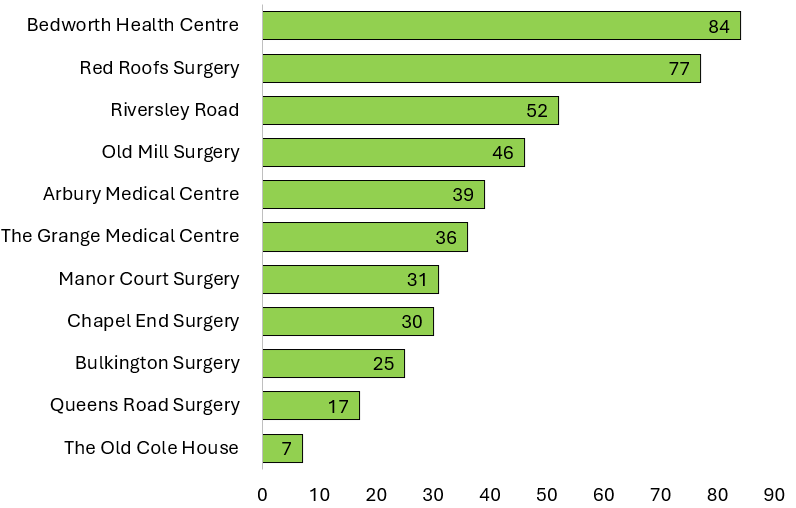 Bedworth Health Centre 84
Red Roofs Surgery 77
Riversley Road 52
Old Mill Surgery 46
Arbury Medical Centre 39
The Grange Medical Centre 36
Manor Court Surgery 31
Chapel End Surgery 30
Bulkington Surgery 25
Queens Road Surgery 17
The Old Cole House 7
0 10 20 30 40 50 60 70 80 90